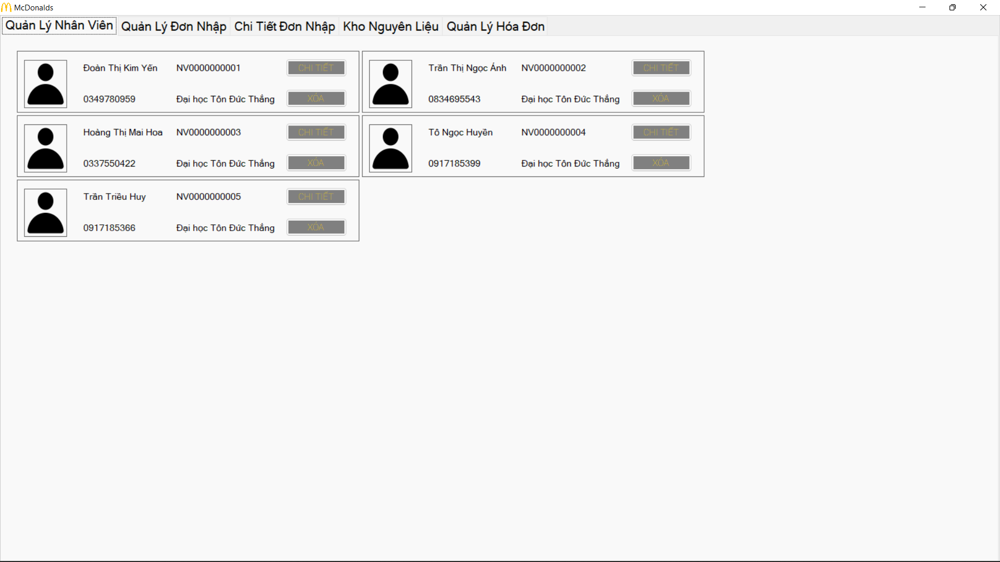 McDonalds
Quản Lý Nhân Viên Quản Lý Đơn Nhập Chi Tiết Đơn Nhập Kho Nguyên Liệu Quản Lý Hóa Đơn
Đoàn Thị Kim Yến NV0000000001 CHI TIẾT
0349780959 Đại học Tôn Đức Thắng XÓA
Trần Thị Ngọc Ánh NV0000000002 CHI TIẾT
0834695543 Đại học Tôn Đức Thắng XÓA
Hoàng Thị Mai Hoa NV0000000003 CHI TIẾT
0337550422 Đại học Tôn Đức Thắng XÓA
Tô Ngọc Huyền NV0000000004 CHI TIẾT
0917185399 Đại học Tôn Đức Thắng XÓA
Trần Triều Huy NV0000000005 CHI TIẾT
0917185366 Đại học Tôn Đức Thắng XÓA